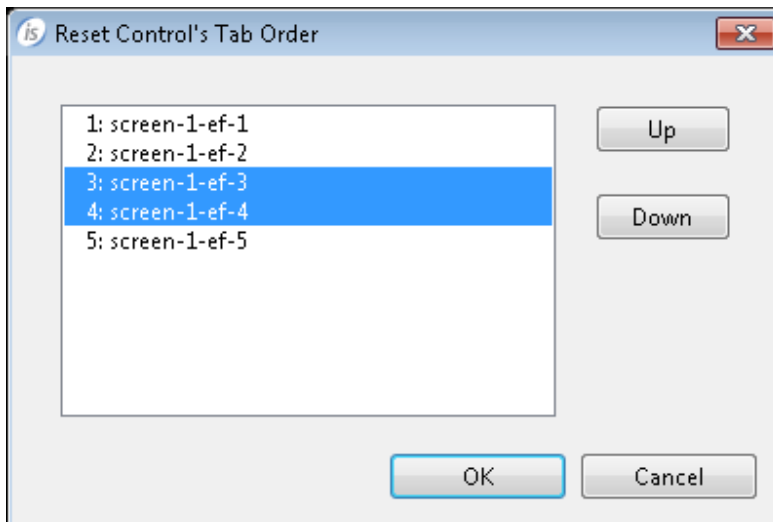 is Reset Control's Tab Order
1: screen-1-ef-1
2: screen-1-ef-2
3: screen-1-ef-3
4: screen-1-ef-4
5: screen-1-ef-5
Up
Down
OK
Cancel